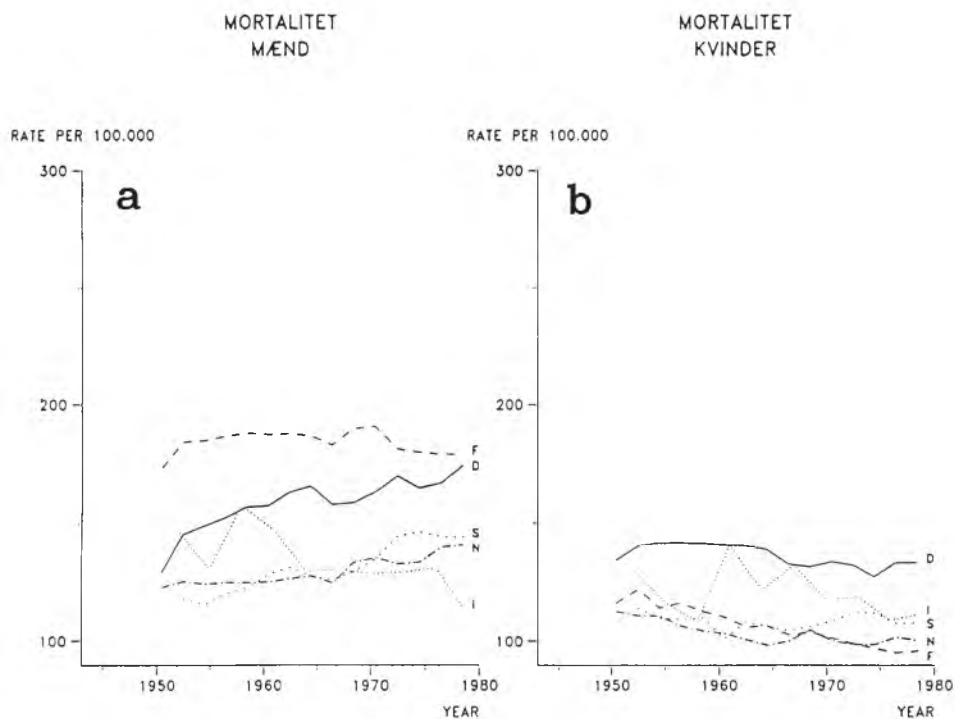 MORTALITET
MÆND
RATE PER 100.000
a
300
200
100
F
D
S
N
I
1950 1960 1970 1980
YEAR
MORTALITET
KVINDER
RATE PER 100.000
b
300
200
100
D
I
S
N
F
1950 1960 1970 1980
YEAR